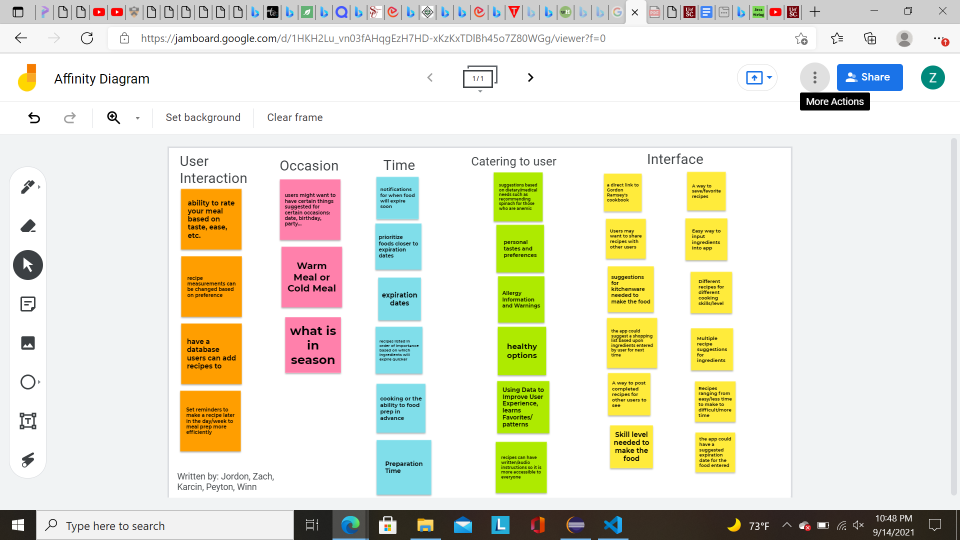 https://jamboard.google.com/d/1HKH2Lu_vn03fAHqgEzH7HD-xKzKxTDlBh45o7Z80WGg/viewer?f=0
Affinity Diagram
1/1
Share
Z
More Actions
Set background
Clear frame
User
Interaction
ability to rate
your meal
based on
taste, ease,
etc.
recipe
measurements can
be changed based
on preference
have a
database
users can add
recipes to
Set reminders to
make a recipe later
in the day/week to
meal prep more
efficiently
Written by: Jordon, Zach,
Karcin, Peyton, Winn
Occasion
users might want to
have certain things
suggested for
certain occasions:
date, birthday,
party...
Warm
Meal or
Cold Meal
what is
in
season
Time
notifications
for when food
will expire
soon
prioritize
foods closer to
expiration
dates
expiration
dates
recipes listed in
order of importance
based on which
ingredients will
expire quicker
cooking or the
ability to food
prep in
advance
Preparation
Time
Catering to user
suggestions based
on dietary/medical
needs such as
recommending
spinach for those
who are anemic
personal
tastes and
preferences
Allergy
Information
and Warnings
healthy
options
Using Data to
Improve User
Experience,
learns
Favorites/
patterns
recipes can have
written/audio
instructions so it is
more accessible to
everyone
Interface
a direct link to
Gordon
Ramsey's
cookbook
Users may
want to share
recipes with
other users
suggestions
for
kitchenware
needed to
make the food
the app could
suggest a shopping
list based upon
ingredients entered
by user for next
time
A way to post
completed
recipes for
other users to
see
Skill level
needed to
make the
food
A way to
save/favorite
recipes
Easy way to
input
ingredients
into app
Different
recipes for
different
cooking
skills/level
Multiple
recipe
suggestions
for
ingredients
Recipes
ranging from
easy/less time
to make to
difficult/more
time
the app could
have a
suggested
expiration
date for the
food entered
Type here to search
73°F
10:48 PM
9/14/2021